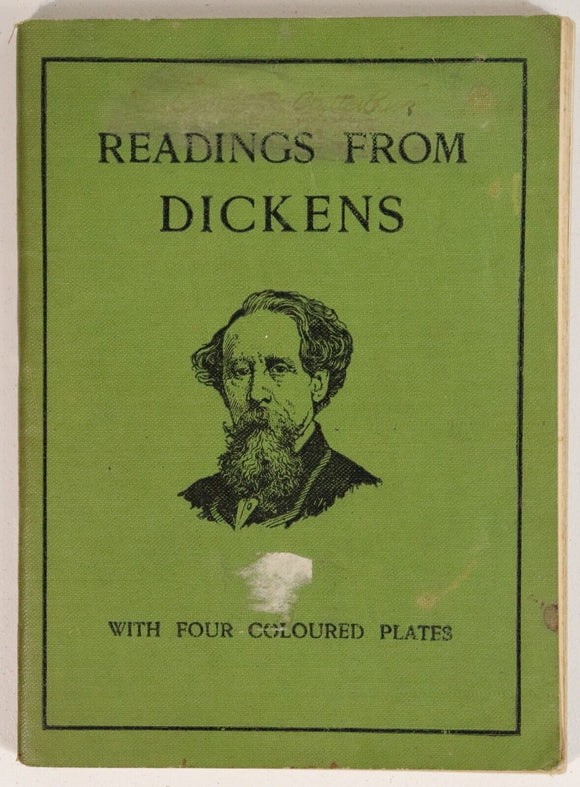 READINGS FROM
DICKENS
WITH FOUR COLOURED PLATES